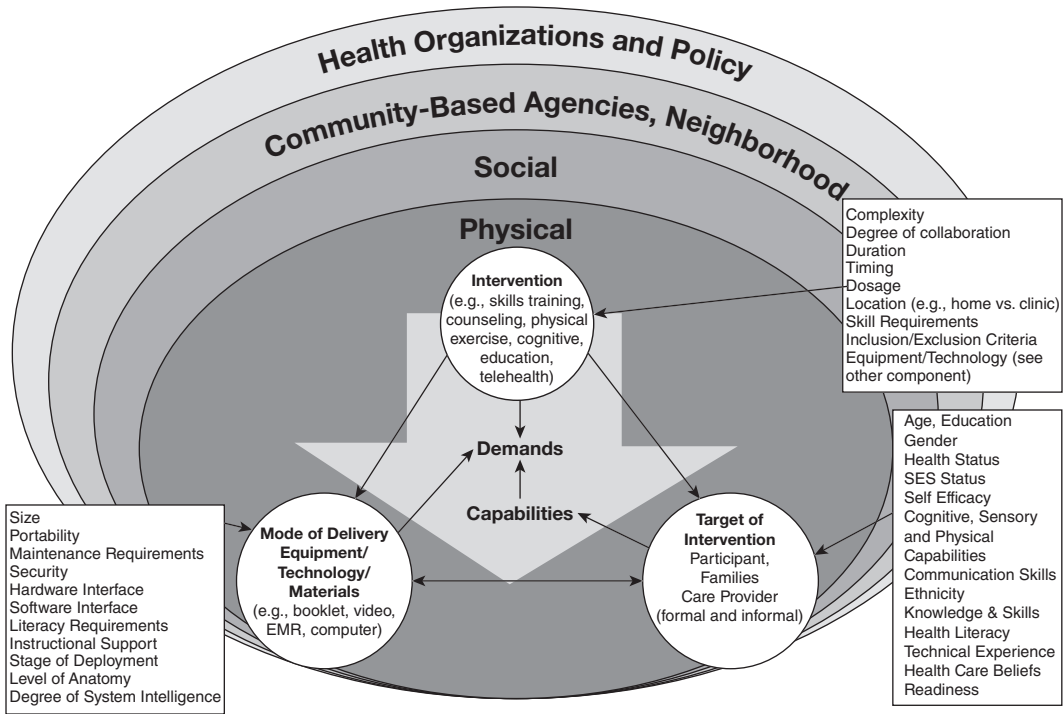 Health Organizations and Policy
Community-Based Agencies, Neighborhood
Social
Physical
Intervention
(e.g., skills training,
counseling, physical
exercise, cognitive,
education,
telehealth)
Complexity
Degree of collaboration
Duration
Timing
Dosage
Location (e.g., home vs. clinic)
Skill Requirements
Inclusion/Exclusion Criteria
Equipment/Technology (see
other component)
Demands
Capabilities
Age, Education
Gender
Health Status
SES Status
Self Efficacy
Cognitive, Sensory
and Physical
Capabilities
Communication Skills
Ethnicity
Knowledge & Skills
Health Literacy
Technical Experience
Health Care Beliefs
Readiness
Size
Portability
Maintenance Requirements
Security
Hardware Interface
Software Interface
Literacy Requirements
Instructional Support
Stage of Deployment
Level of Anatomy
Degree of System Intelligence
Mode of Delivery
Equipment/
Technology/
Materials
(e.g., booklet, video,
EMR, computer)
Target of
Intervention
Participant,
Families
Care Provider
(formal and informal)